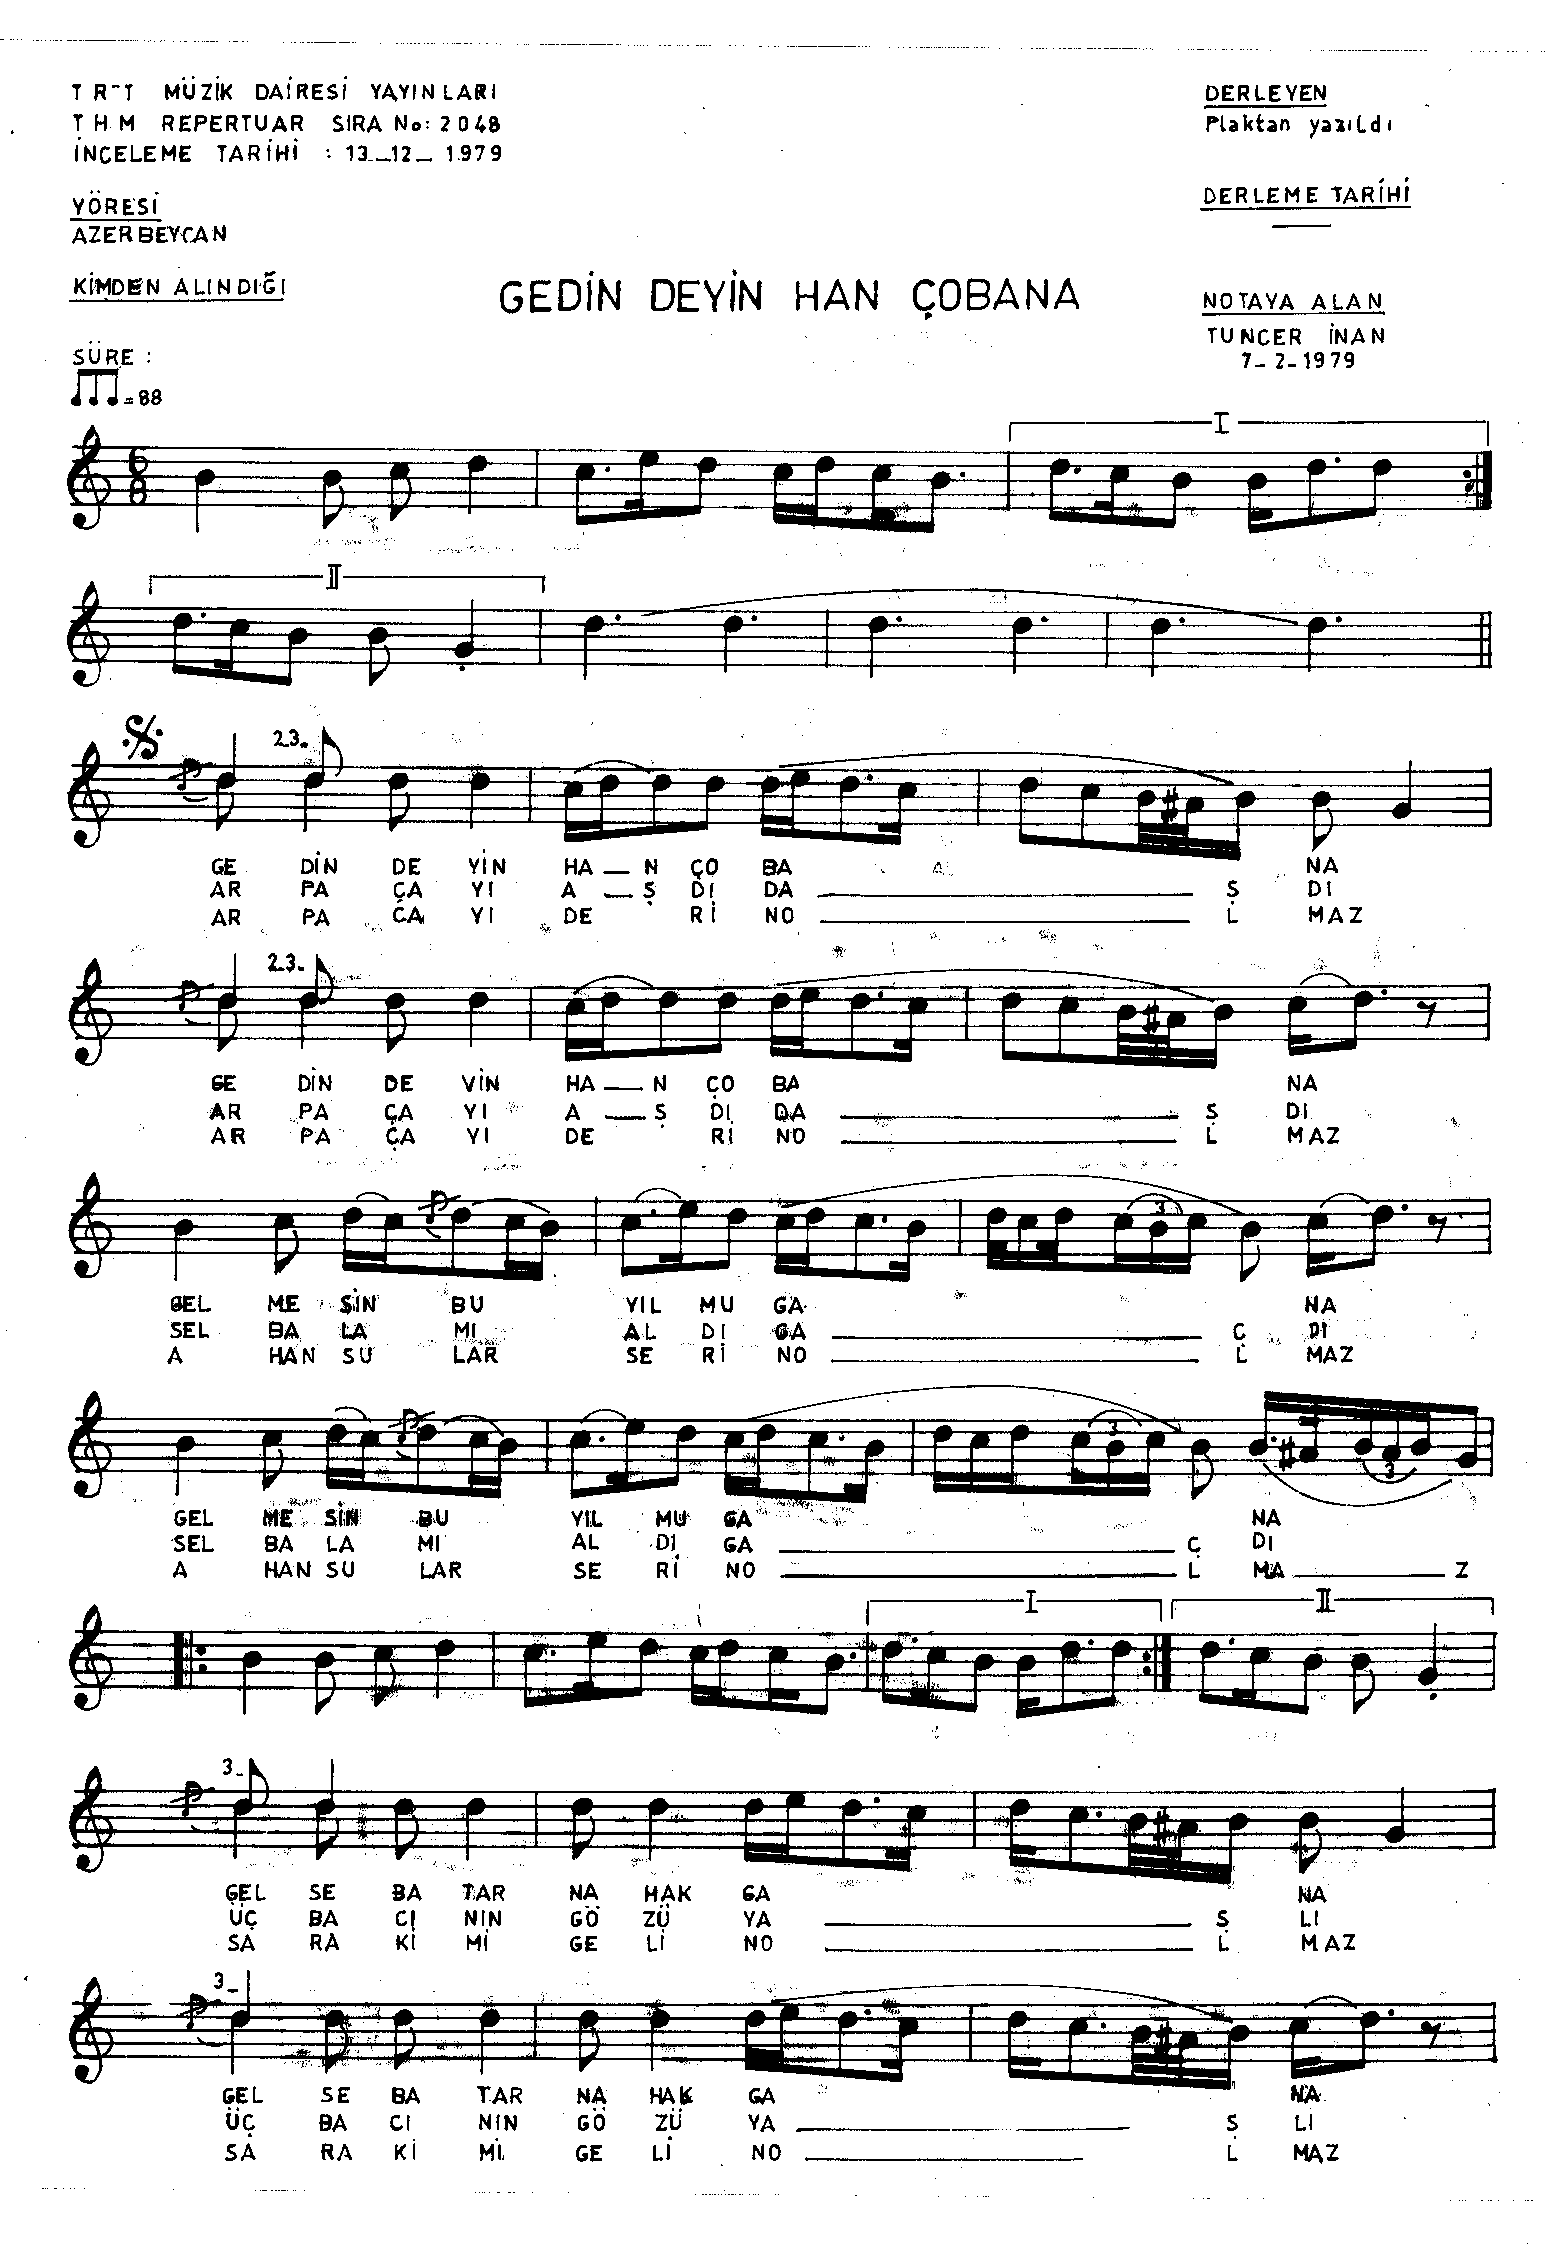 TRT MÜZİK DAİRESİ YAYINLARI
THM REPERTUAR SIRA No: 2048
İNCELEME TARİHİ : 13_12_ 1979
YÖRESİ
AZERBEYCAN
KİMDEN ALINDIĞI
SÜRE :
= 88
GEDİN DEYİN HAN ÇOBANA
DERLEYEN
Plaktan yazıldı
DERLEME TARİHİ
NOTAYA ALAN
TUNCER İNAN
7_2_1979
6
8
I
II
2.3.
GE DİN DE YİN HA — N ÇO BA NA
AR PA ÇA YI A — Ş DI DA ——— Ş DI
AR PA ÇA YI DE Rİ NO ——— L MAZ
2.3.
GE DİN DE VİN HA — N ÇO BA NA
AR PA ÇA YI A — Ş DI DA ——— Ş DI
AR PA ÇA YI DE Rİ NO ——— L MAZ
3
GEL ME SİN BU YIL MU GA NA
SEL BA LA MI AL DI GA ——— Ç DI
A HAN SU LAR SE Rİ NO ——— L MAZ
3 3
GEL ME SİN BU YIL MU GA NA
SEL BA LA MI AL DI GA ——— Ç DI
A HAN SU LAR SE Rİ NO ——— L MA ——— Z
I II
3_
GEL SE BA TAR NA HAK GA NA
ÜÇ BA CI NIN GÖ ZÜ YA ——— Ş LI
SA RA Kİ Mİ GE Lİ NO ——— L MAZ
3_
GEL SE BA TAR NA HAK GA NA
ÜÇ BA CI NIN GÖ ZÜ YA ——— Ş LI
SA RA Kİ Mİ GE Lİ NO ——— L MAZ